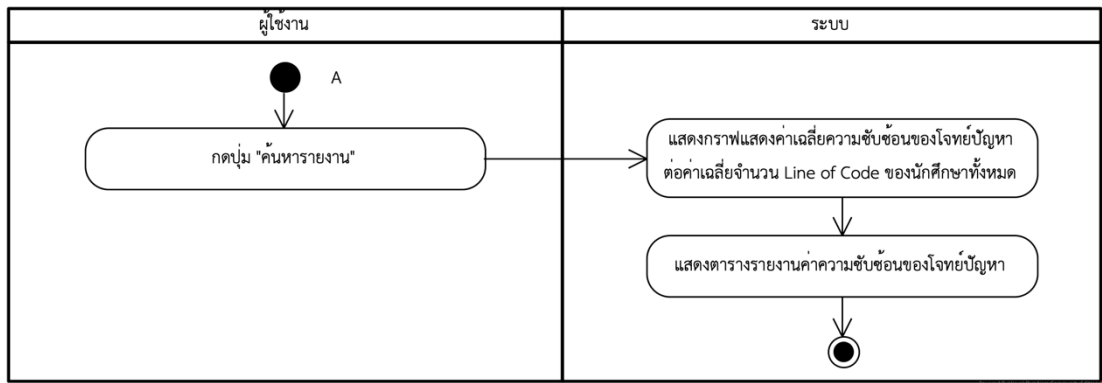 ผู้ใช้งาน
ระบบ
A
กดปุ่ม "ค้นหารายงาน"
แสดงกราฟแสดงค่าเฉลี่ยความซับซ้อนของโจทย์ปัญหา
ต่อค่าเฉลี่ยจำนวน Line of Code ของนักศึกษาทั้งหมด
แสดงตารางรายงานค่าความซับซ้อนของโจทย์ปัญหา